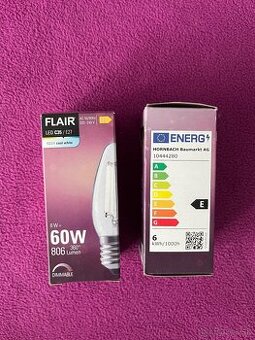 FLAIR
LED C35 / E27
cool white
6W =
60W
806 Lumen
300°
DIMMABLE
ENERG
HORNBACH Baumarkt AG
10444280
A
B
C
D
E
F
G
E
6
kWh/1000h